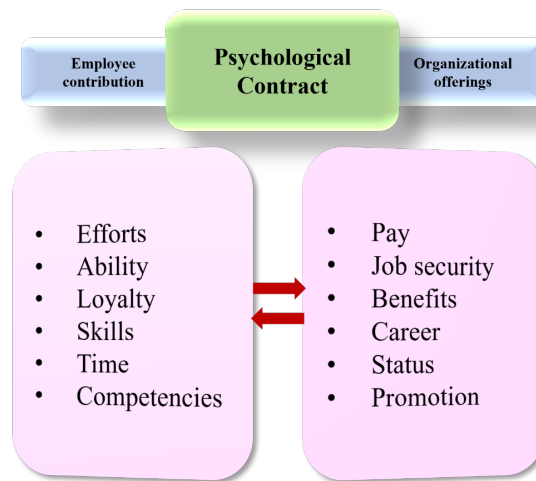 Employee
contribution
Psychological
Contract
Organizational
offerings
• Efforts
• Ability
• Loyalty
• Skills
• Time
• Competencies
• Pay
• Job security
• Benefits
• Career
• Status
• Promotion